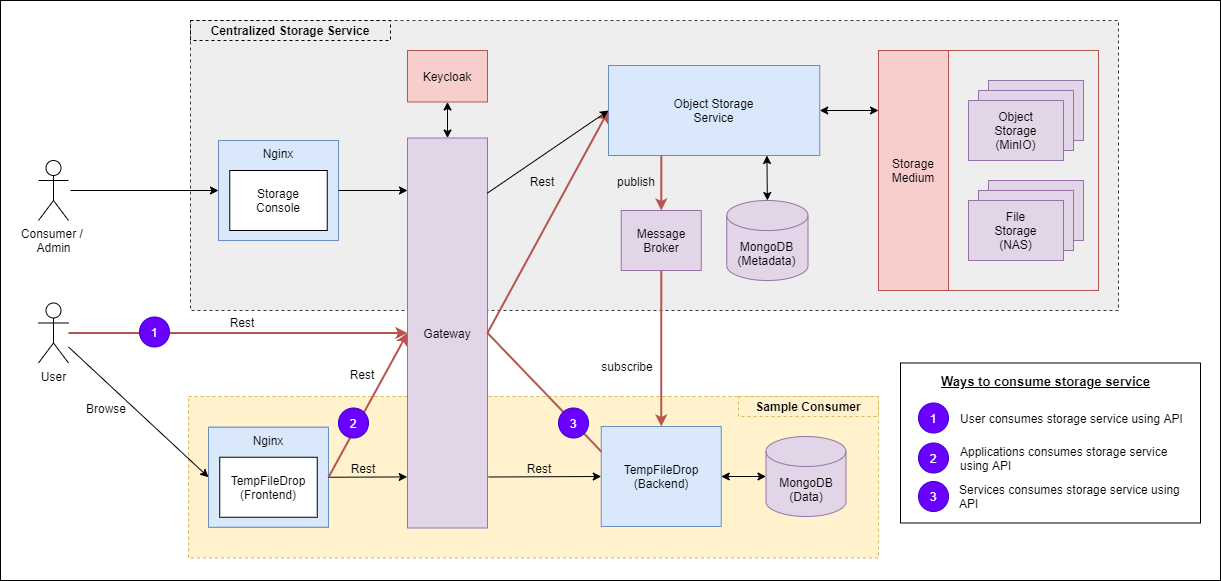 Centralized Storage Service
Keycloak
Object Storage
Service
Object
Storage
(MinIO)
Storage
Medium
File
Storage
(NAS)
Nginx
Storage
Console
Consumer /
Admin
Rest
publish
Message
Broker
MongoDB
(Metadata)
Gateway
1
Rest
User
Browse
Rest
2
3
subscribe
Sample Consumer
Nginx
TempFileDrop
(Frontend)
Rest
Rest
TempFileDrop
(Backend)
MongoDB
(Data)
Ways to consume storage service
1
User consumes storage service using API
2
Applications consumes storage service
using API
3
Services consumes storage service using
API